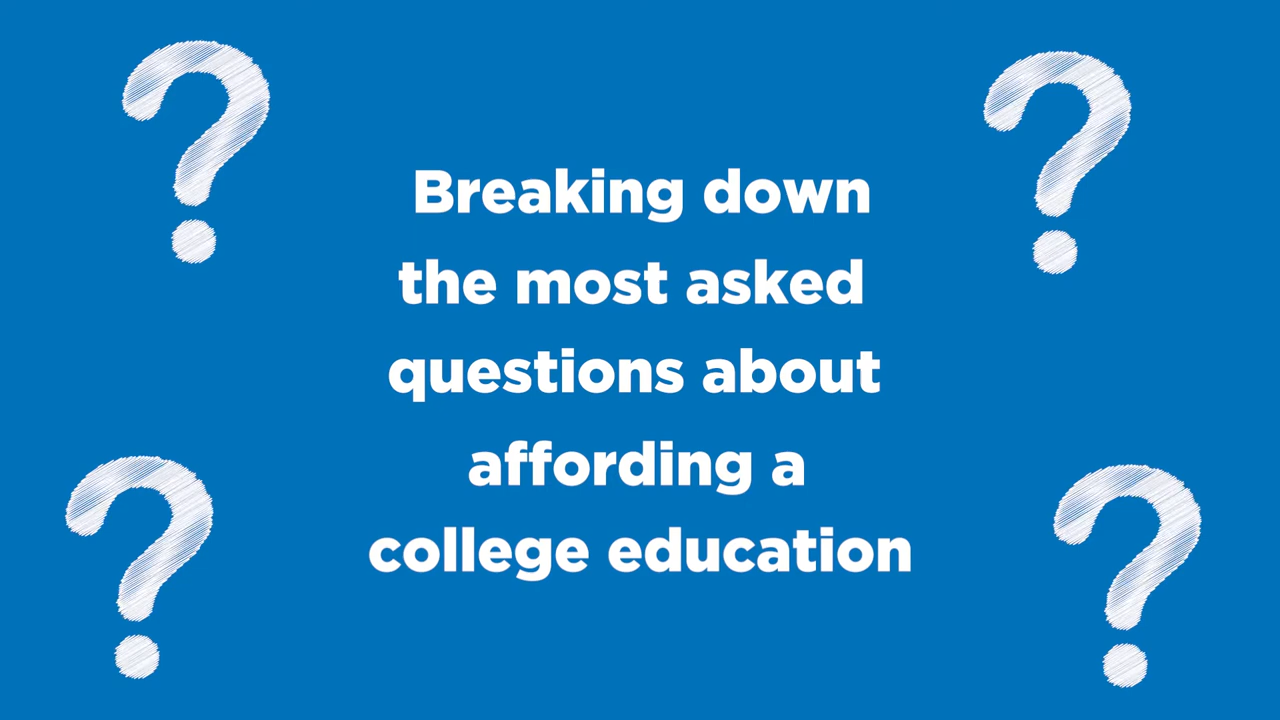 Breaking down
the most asked
questions about
affording a
college education